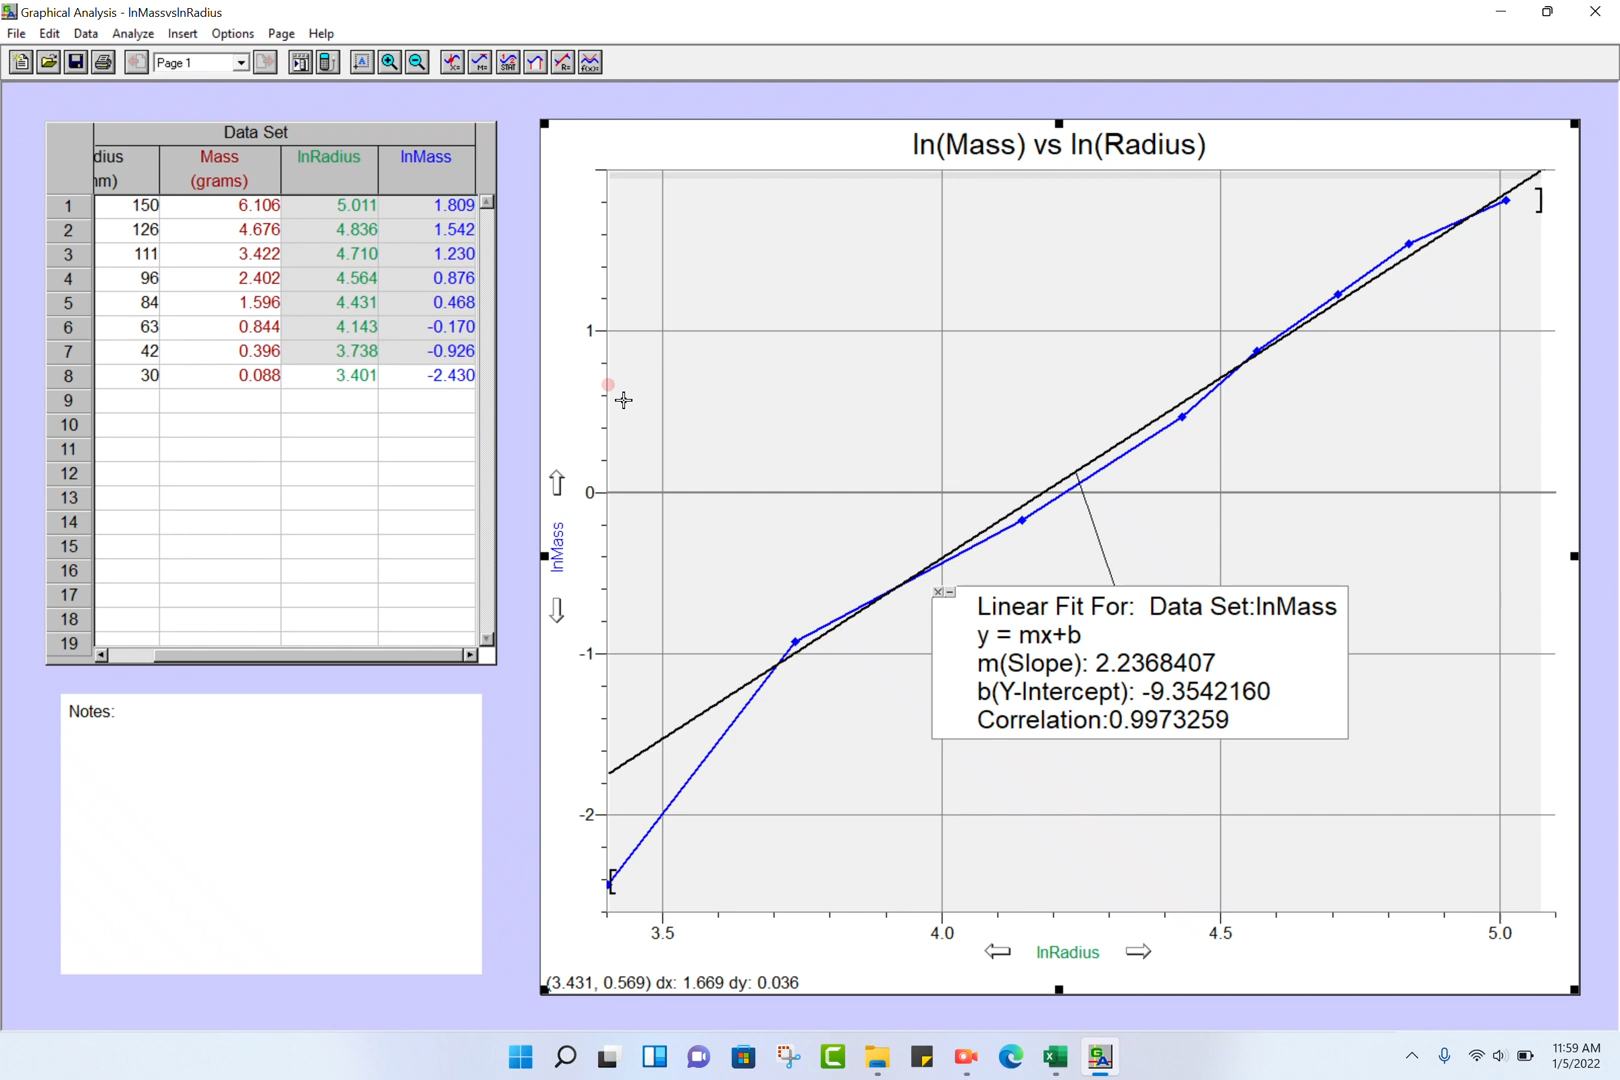 Graphical Analysis - lnMassvslnRadius
File Edit Data Analyze Insert Options Page Help
Page 1 X= M= STAT R= f(x)=
Data Set
dius Mass lnRadius lnMass
m) (grams)
1 150 6.106 5.011 1.809
2 126 4.676 4.836 1.542
3 111 3.422 4.710 1.230
4 96 2.402 4.564 0.876
5 84 1.596 4.431 0.468
6 63 0.844 4.143 -0.170
7 42 0.396 3.738 -0.926
8 30 0.088 3.401 -2.430
9
10
11
12
13
14
15
16
17
18
19
Notes:
ln(Mass) vs ln(Radius)
1
0
-1
-2
lnMass
Linear Fit For: Data Set:lnMass
y = mx+b
m(Slope): 2.2368407
b(Y-Intercept): -9.3542160
Correlation:0.9973259
3.5 4.0 4.5 5.0
lnRadius
(3.431, 0.569) dx: 1.669 dy: 0.036
11:59 AM
1/5/2022